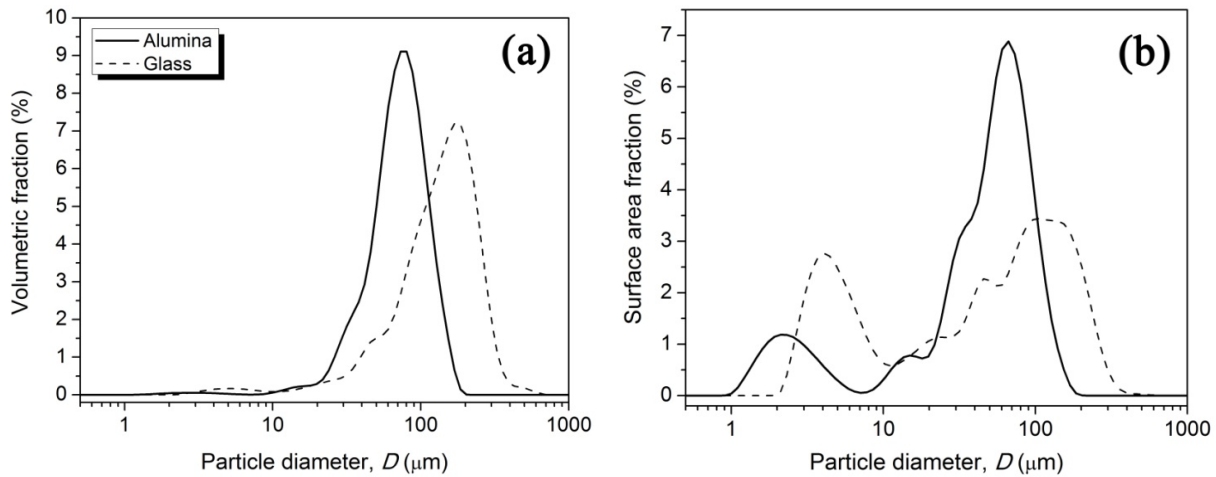 (a)
Alumina
Glass
Volumetric fraction (%)
10
9
8
7
6
5
4
3
2
1
0
1 10 100 1000
Particle diameter, D (μm)
(b)
Surface area fraction (%)
7
6
5
4
3
2
1
0
1 10 100 1000
Particle diameter, D (μm)